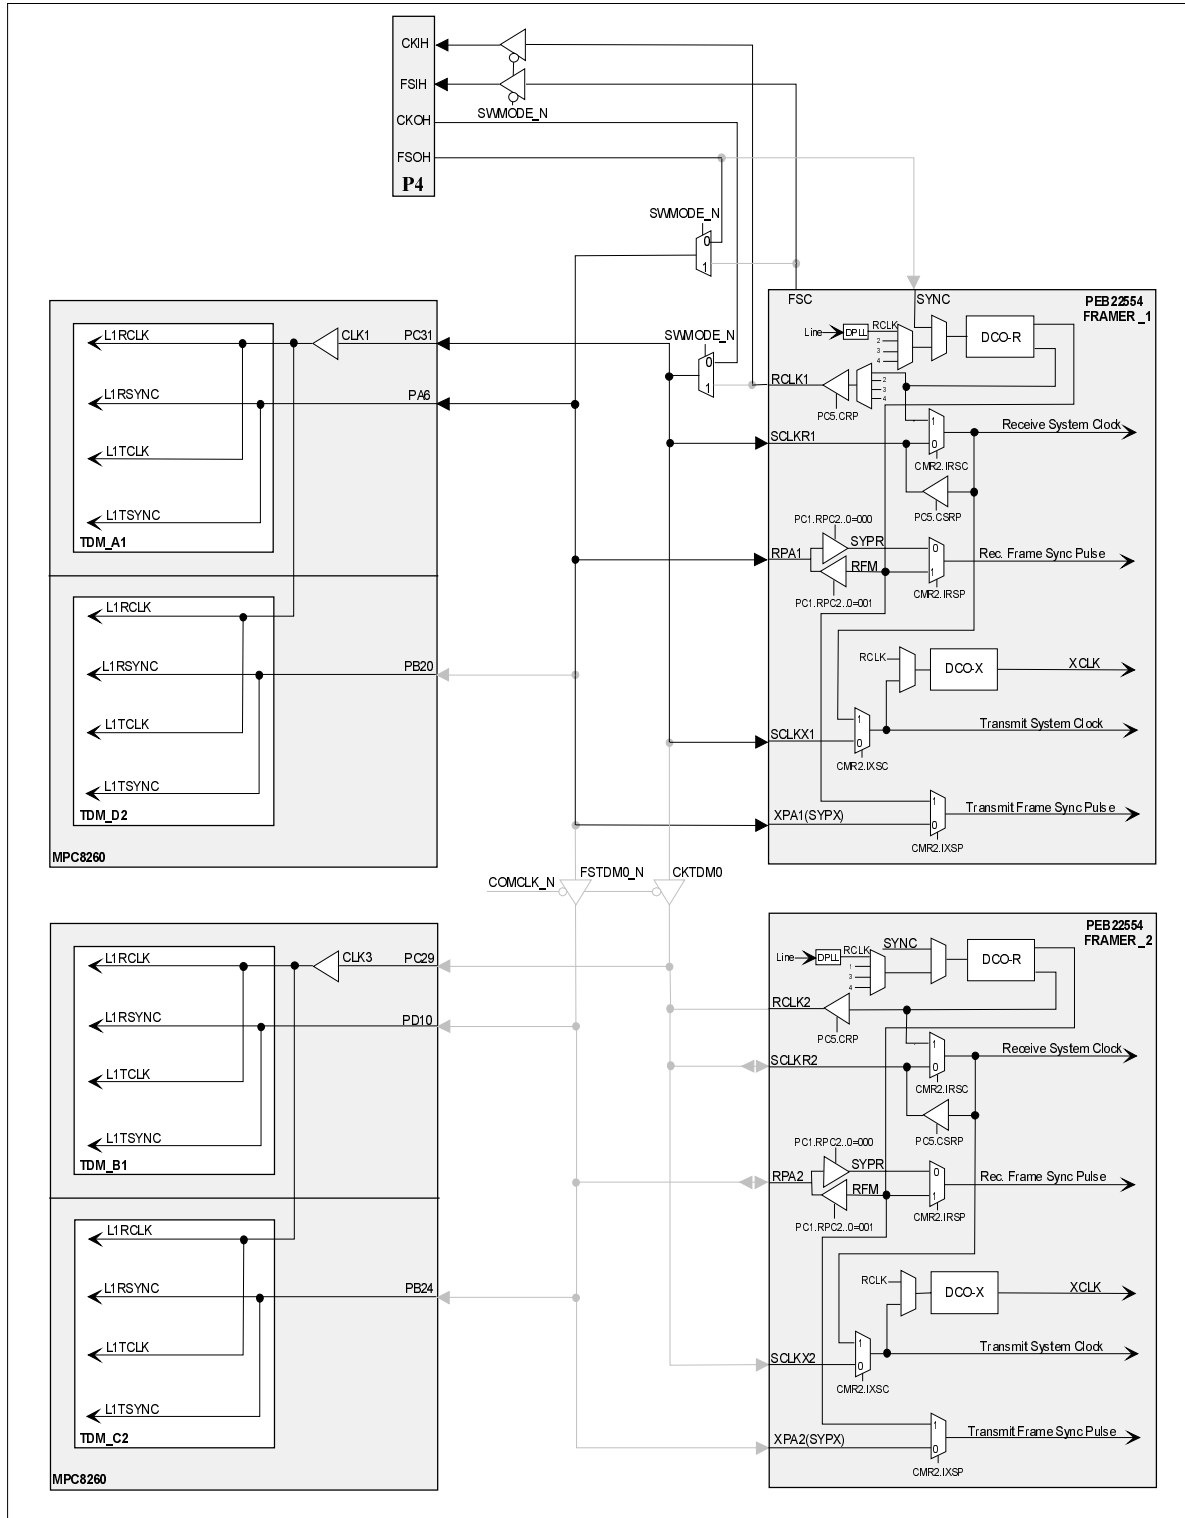 CKIH
FSIH
SWMODE_N
CKOH
FSOH
P4
SWMODE_N
0
1
FSC
SYNC
PEB22554
FRAMER_1
L1RCLK
CLK1
PC31
SWMODE_N
0
1
Line
DPLL
RCLK
2
3
4
DCO-R
RCLK1
2
3
4
PC5.CRP
L1RSYNC
PA6
SCLKR1
1
0
Receive System Clock
CMR2.IRSC
L1TCLK
PC5.CSRP
L1TSYNC
TDM_A1
PC1.RPC2..0=000
SYPR
RPA1
RFM
0
1
Rec. Frame Sync Pulse
CMR2.IRSP
PC1.RPC2..0=001
L1RCLK
L1RSYNC
PB20
RCLK
DCO-X
XCLK
L1TCLK
SCLKX1
1
0
Transmit System Clock
CMR2.IXSC
L1TSYNC
TDM_D2
XPA1(SYPX)
1
0
Transmit Frame Sync Pulse
CMR2.IXSP
MPC8260
COMCLK_N
FSTDM0_N
CKTDM0
PEB22554
FRAMER_2
L1RCLK
CLK3
PC29
Line
DPLL
RCLK
1
3
4
SYNC
DCO-R
RCLK2
PC5.CRP
L1RSYNC
PD10
SCLKR2
1
0
Receive System Clock
CMR2.IRSC
L1TCLK
PC5.CSRP
L1TSYNC
TDM_B1
PC1.RPC2..0=000
SYPR
RPA2
RFM
0
1
Rec. Frame Sync Pulse
CMR2.IRSP
PC1.RPC2..0=001
L1RCLK
L1RSYNC
PB24
RCLK
DCO-X
XCLK
L1TCLK
SCLKX2
1
0
Transmit System Clock
CMR2.IXSC
L1TSYNC
TDM_C2
XPA2(SYPX)
1
0
Transmit Frame Sync Pulse
CMR2.IXSP
MPC8260